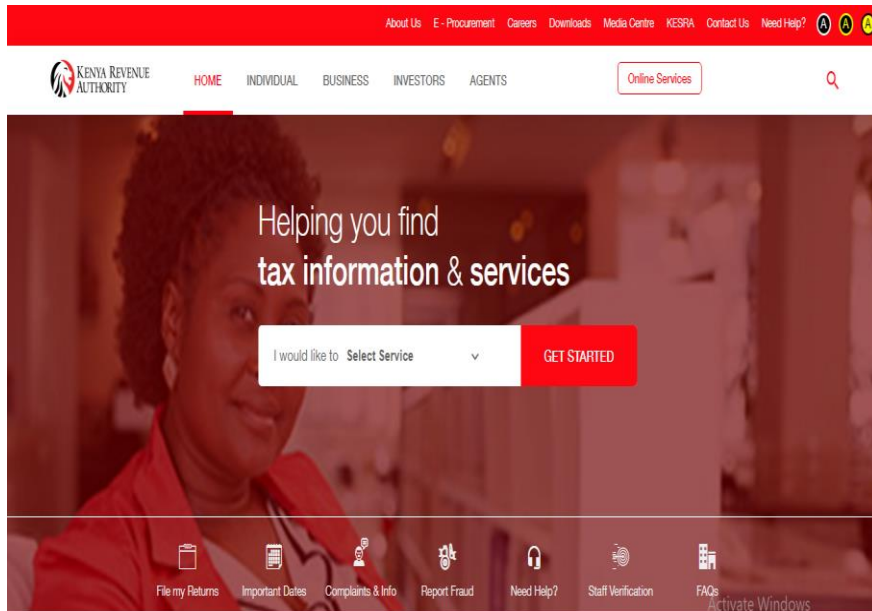 About Us E - Procurement Careers Downloads Media Centre KESRA Contact Us Need Help? A A A
KENYA REVENUE
AUTHORITY
HOME INDIVIDUAL BUSINESS INVESTORS AGENTS Online Services
Helping you find
tax information & services
I would like to Select Service GET STARTED
File my Returns Important Dates Complaints & Info Report Fraud Need Help? Staff Verification FAQs
Activate Windows